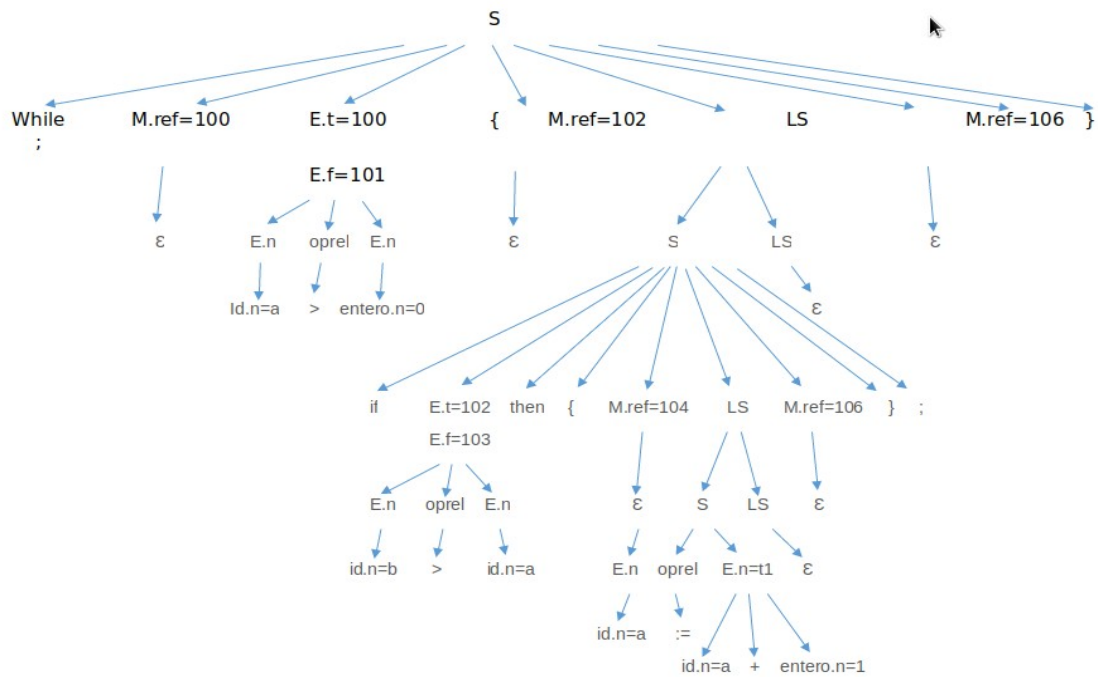 S
While M.ref=100 E.t=100 { M.ref=102 LS M.ref=106 }
;
E.f=101
ε E.n oprel E.n ε S LS ε
Id.n=a > entero.n=0 ε
if E.t=102 then { M.ref=104 LS M.ref=106 } ;
E.f=103
E.n oprel E.n ε S LS ε
id.n=b > id.n=a E.n oprel E.n=t1 ε
id.n=a :=
id.n=a + entero.n=1